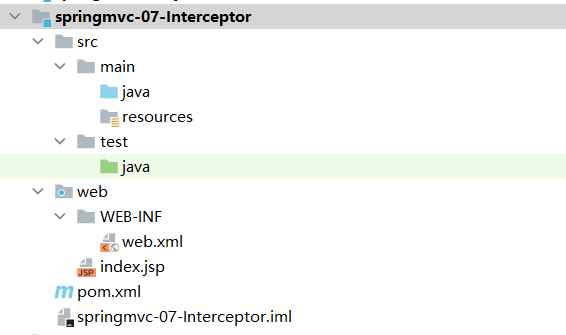 springmvc-07-Interceptor
src
main
java
resources
test
java
web
WEB-INF
web.xml
JSP index.jsp
m pom.xml
springmvc-07-Interceptor.iml